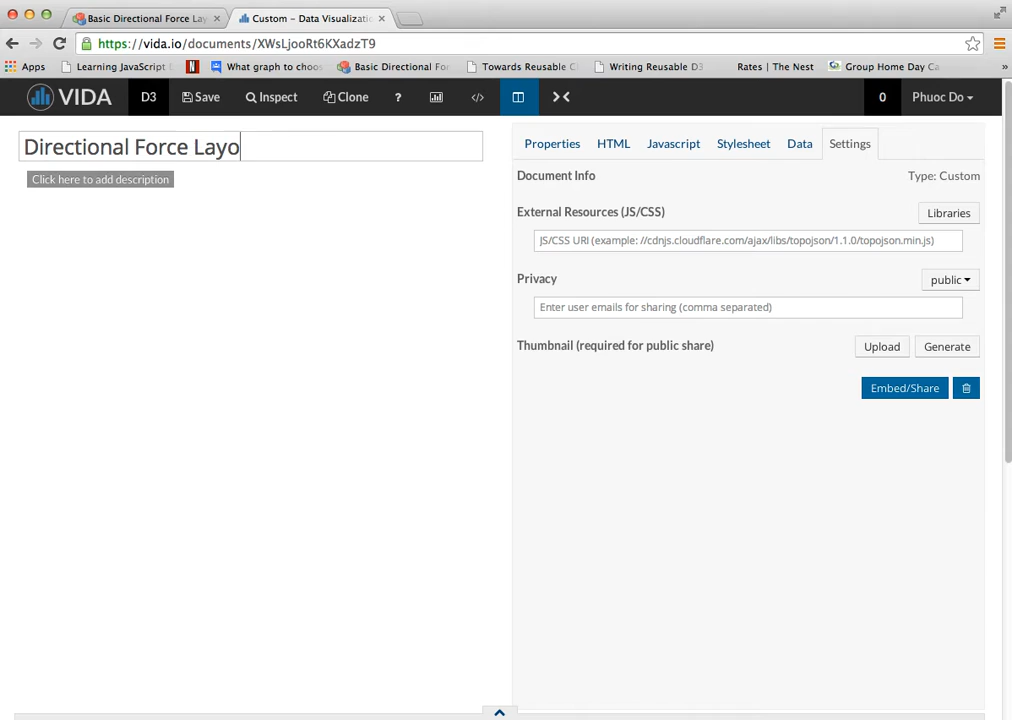 Basic Directional Force Lay
Custom – Data Visualizatio
https://vida.io/documents/XWsLjooRt6KXadzT9
Apps Learning JavaScript N What graph to choo Basic Directional Fo Towards Reusable C Writing Reusable D3 Rates | The Nest Group Home Day Ca »
VIDA D3 Save Inspect Clone ? </> 0 Phuoc Do
Directional Force Layo
Click here to add description
Properties HTML Javascript Stylesheet Data Settings
Document Info Type: Custom
External Resources (JS/CSS) Libraries
JS/CSS URI (example: //cdnjs.cloudflare.com/ajax/libs/topojson/1.1.0/topojson.min.js)
Privacy public
Enter user emails for sharing (comma separated)
Thumbnail (required for public share) Upload Generate
Embed/Share